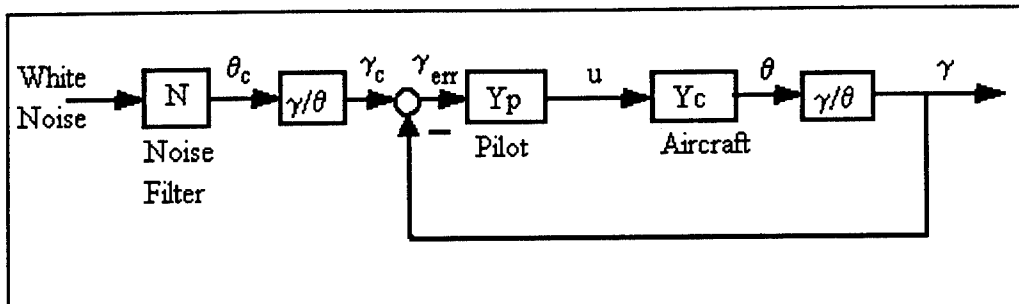 White
Noise
N
Noise
Filter
θc
γ/θ
γc
γerr
−
Yp
Pilot
u
Yc
Aircraft
θ
γ/θ
γ